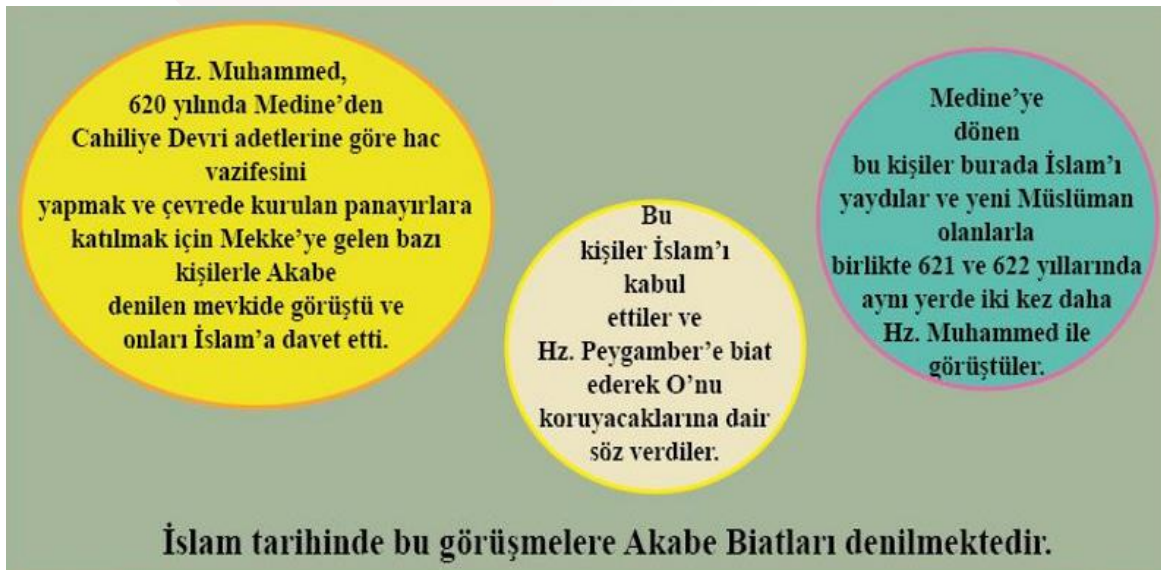 Hz. Muhammed,
620 yılında Medine’den
Cahiliye Devri adetlerine göre hac
vazifesini
yapmak ve çevrede kurulan panayırlara
katılmak için Mekke’ye gelen bazı
kişilerle Akabe
denilen mevkide görüştü ve
onları İslam’a davet etti.
Bu
kişiler İslam’ı
kabul
ettiler ve
Hz. Peygamber’e biat
ederek O’nu
koruyacaklarına dair
söz verdiler.
Medine’ye
dönen
bu kişiler burada İslam’ı
yaydılar ve yeni Müslüman
olanlarla
birlikte 621 ve 622 yıllarında
aynı yerde iki kez daha
Hz. Muhammed ile
görüştüler.
İslam tarihinde bu görüşmelere Akabe Biatları denilmektedir.